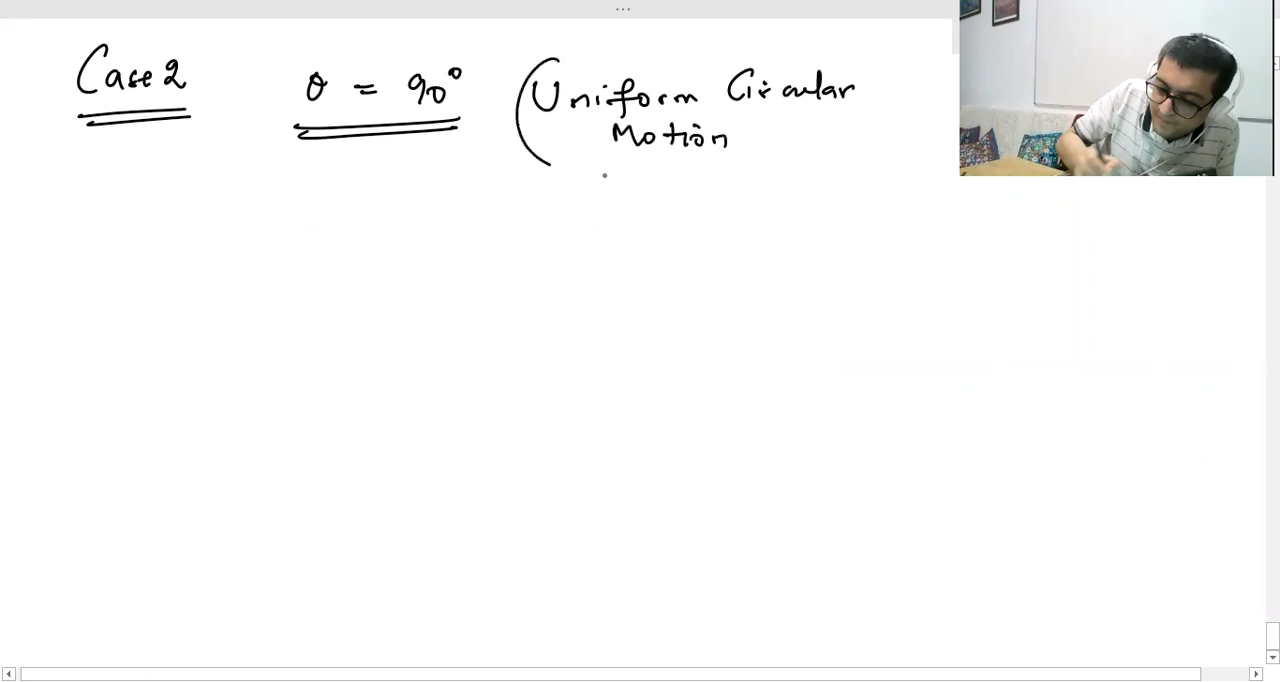 Case 2 θ = 90° (Uniform Circular
Motion